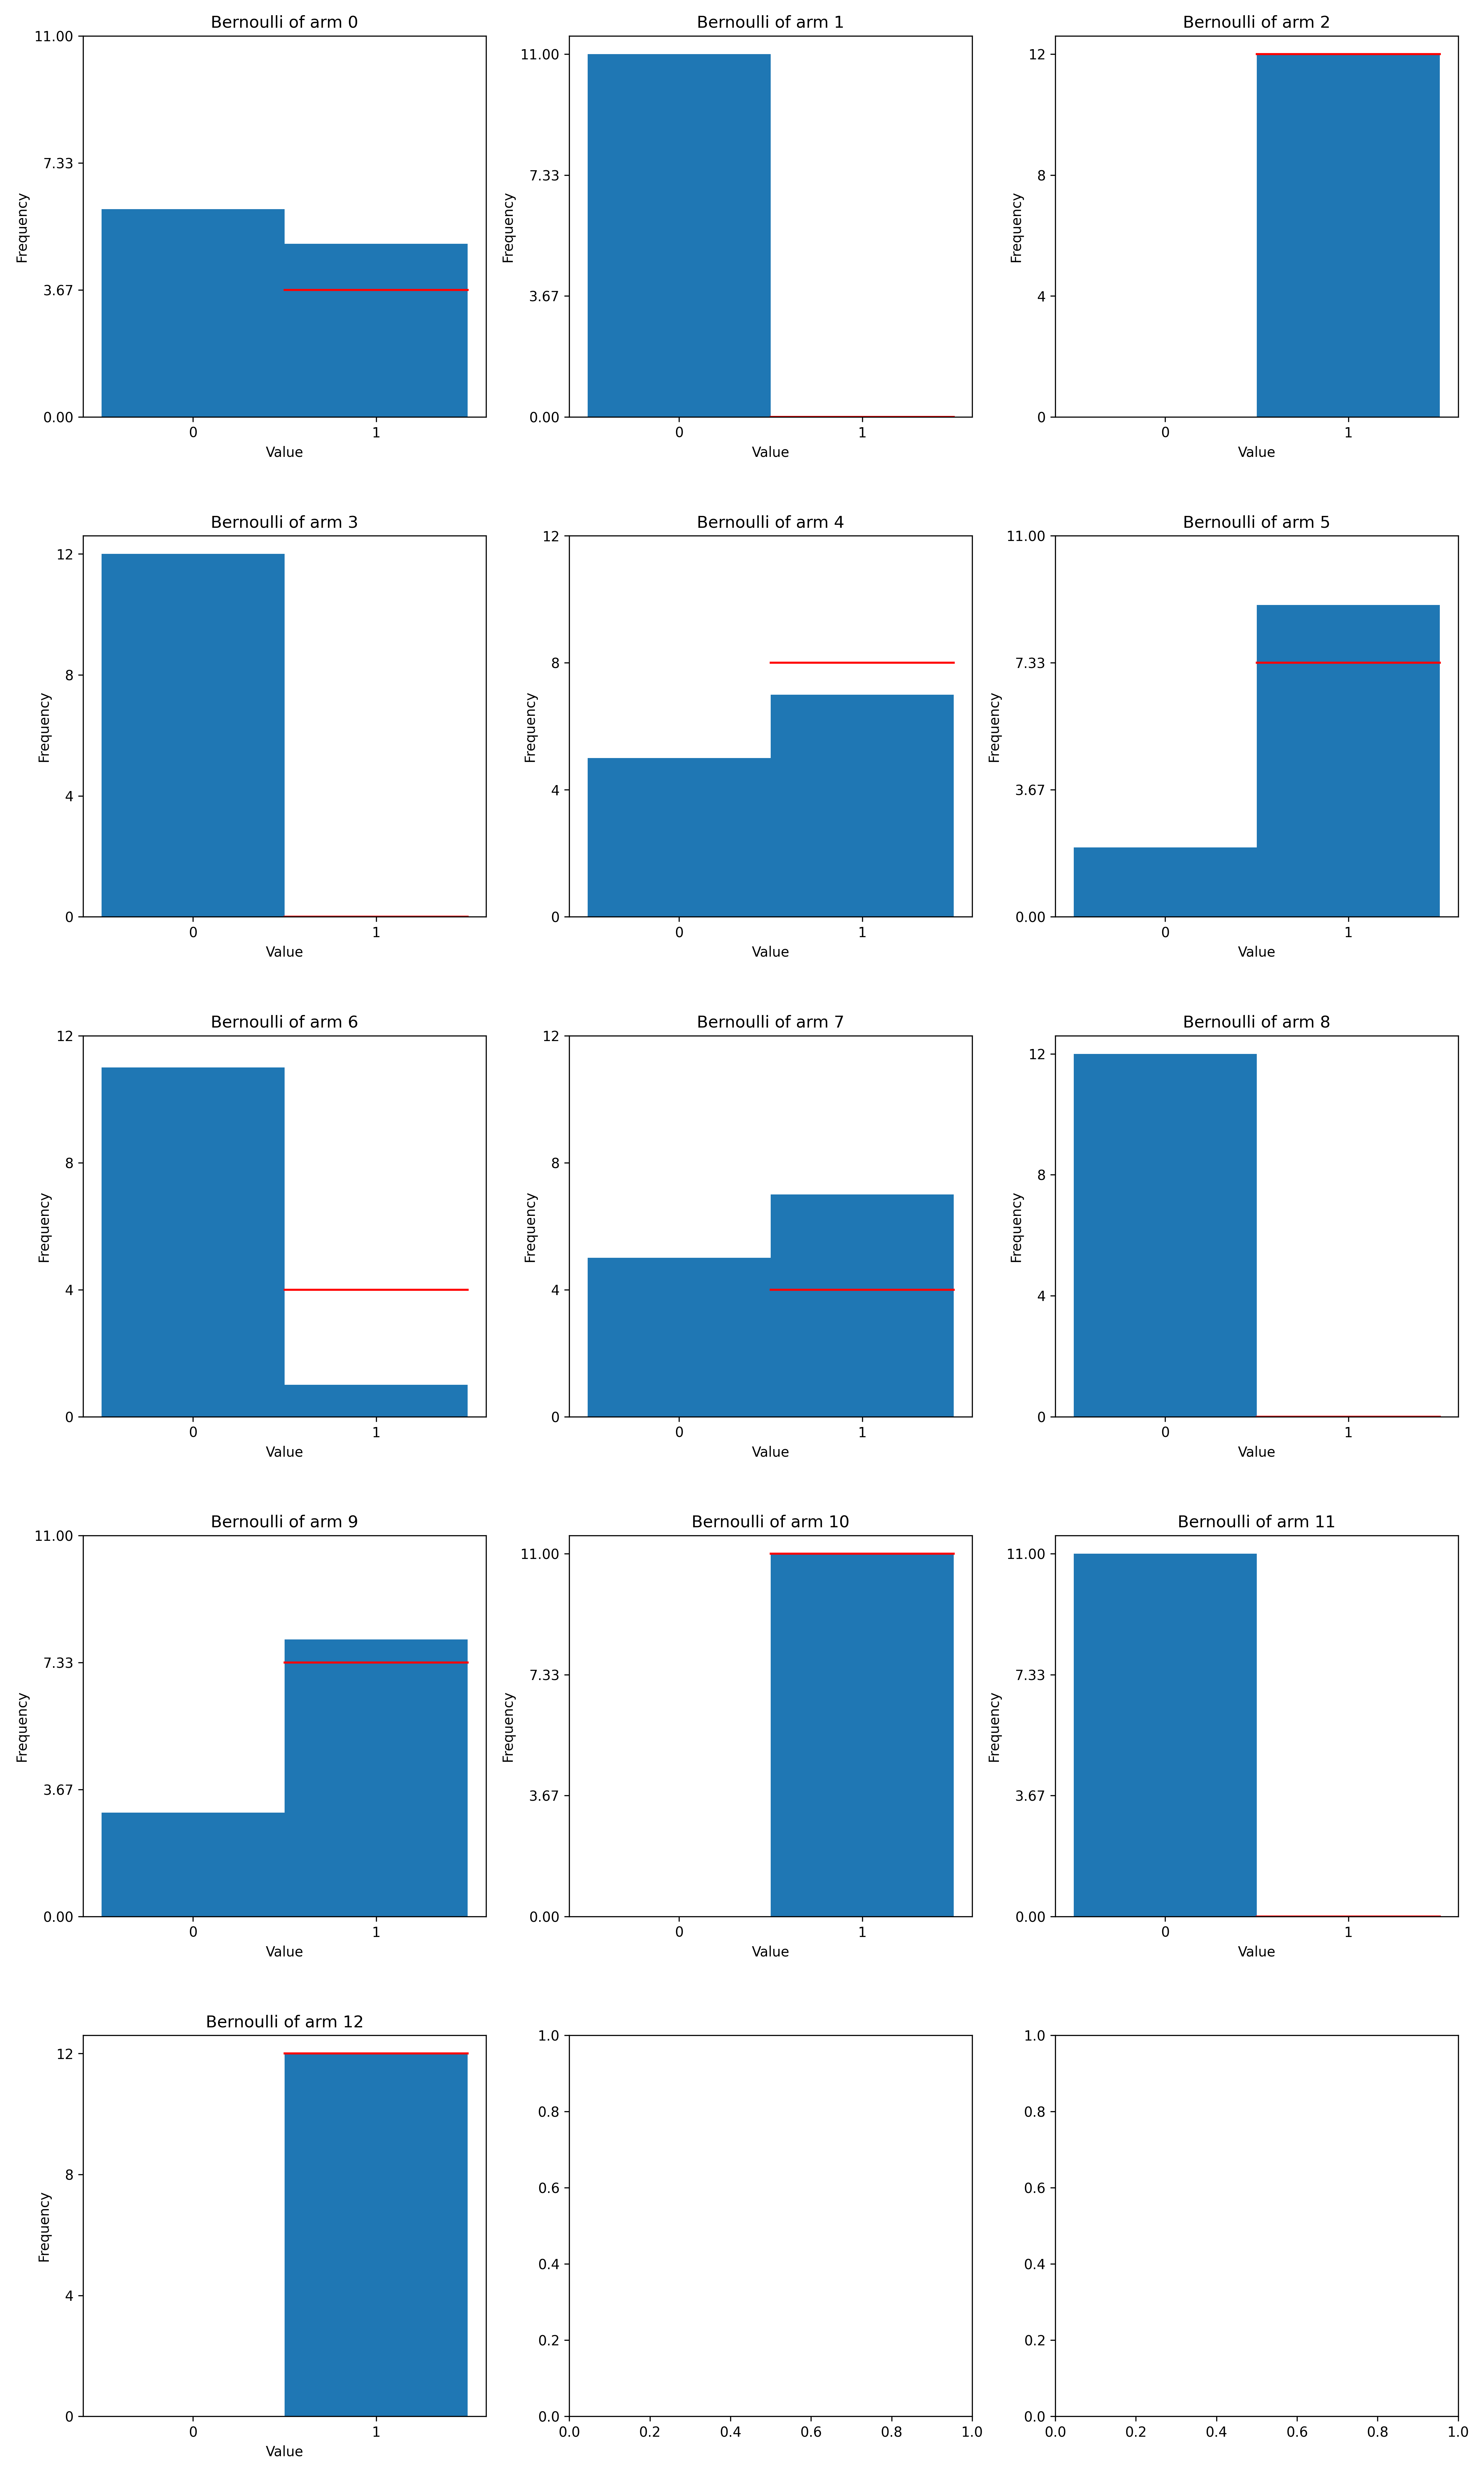 Bernoulli of arm 0
11.00
7.33
3.67
0.00
Frequency
0 1
Value
Bernoulli of arm 1
11.00
7.33
3.67
0.00
Frequency
0 1
Value
Bernoulli of arm 2
12
8
4
0
Frequency
0 1
Value
Bernoulli of arm 3
12
8
4
0
Frequency
0 1
Value
Bernoulli of arm 4
12
8
4
0
Frequency
0 1
Value
Bernoulli of arm 5
11.00
7.33
3.67
0.00
Frequency
0 1
Value
Bernoulli of arm 6
12
8
4
0
Frequency
0 1
Value
Bernoulli of arm 7
12
8
4
0
Frequency
0 1
Value
Bernoulli of arm 8
12
8
4
0
Frequency
0 1
Value
Bernoulli of arm 9
11.00
7.33
3.67
0.00
Frequency
0 1
Value
Bernoulli of arm 10
11.00
7.33
3.67
0.00
Frequency
0 1
Value
Bernoulli of arm 11
11.00
7.33
3.67
0.00
Frequency
0 1
Value
Bernoulli of arm 12
12
8
4
0
Frequency
0 1
Value
1.0
0.8
0.6
0.4
0.2
0.0
0.0 0.2 0.4 0.6 0.8 1.0
1.0
0.8
0.6
0.4
0.2
0.0
0.0 0.2 0.4 0.6 0.8 1.0